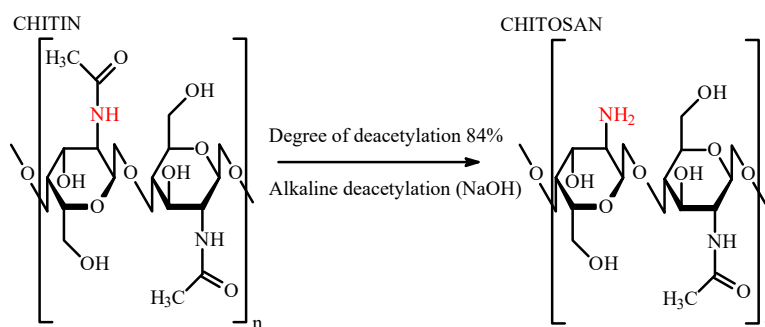 CHITIN
H₃C
O
NH
OH
O
OH
O
OH
O
OH
O
O
NH
H₃C
O
n
Degree of deacetylation 84%
Alkaline deacetylation (NaOH)
CHITOSAN
NH₂
OH
O
OH
O
OH
O
OH
O
O
NH
H₃C
O